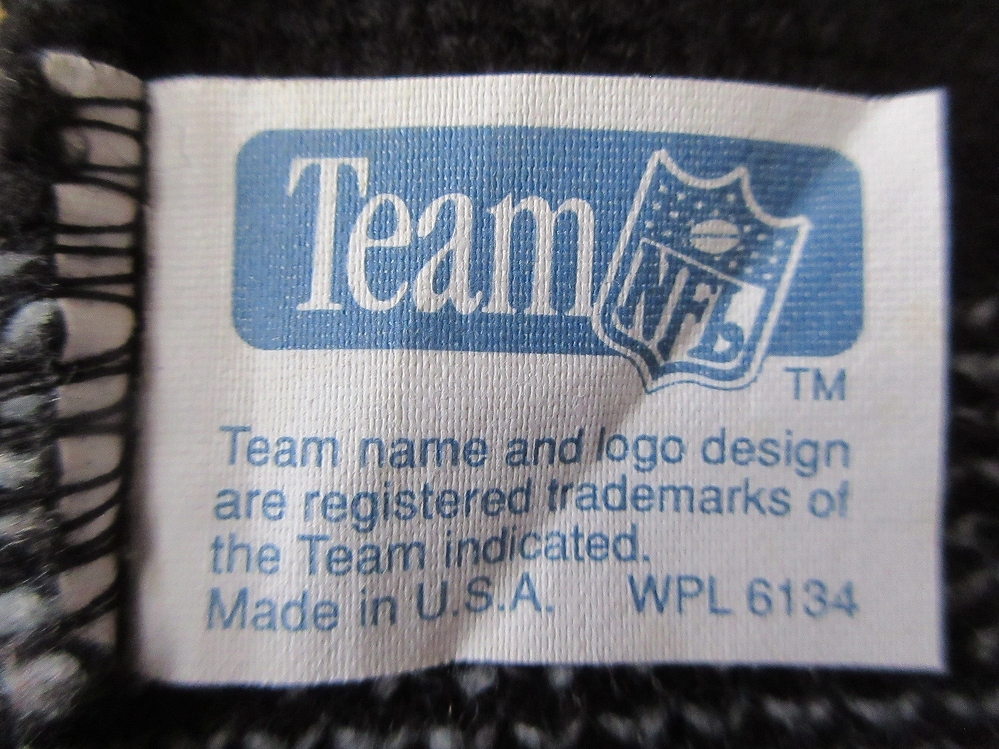 Team NFL
TM
Team name and logo design
are registered trademarks of
the Team indicated.
Made in U.S.A. WPL 6134